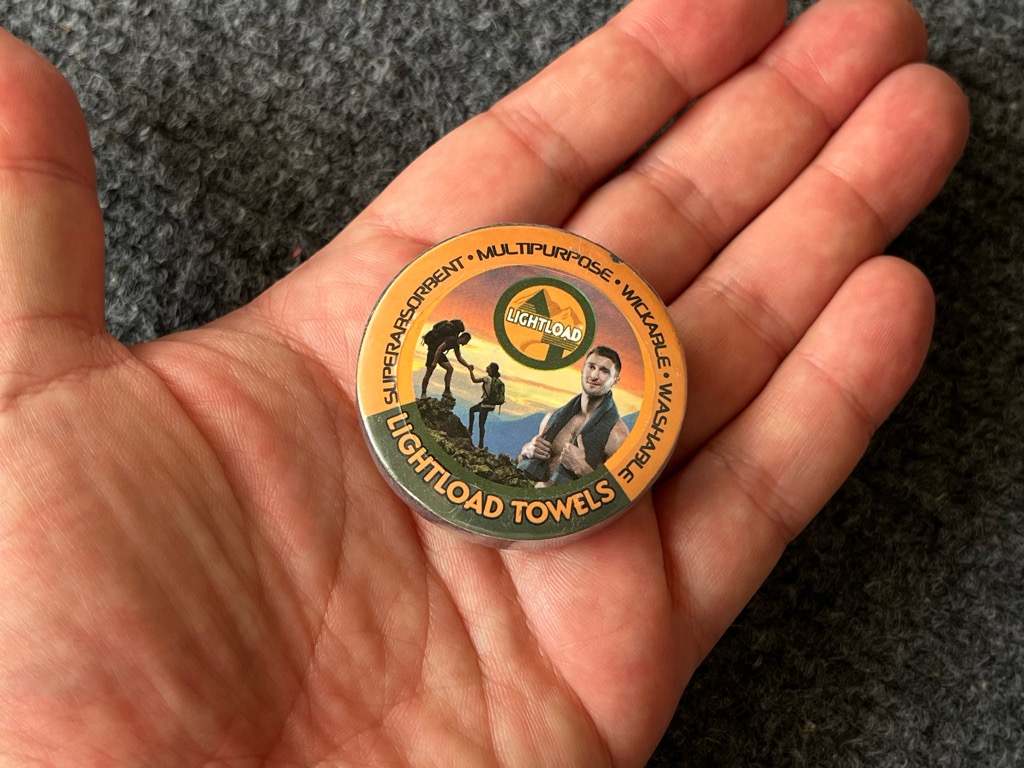 SUPERABSORBENT • MULTIPURPOSE • WICKABLE • WASHABLE
LIGHTLOAD
LIGHTLOAD TOWELS